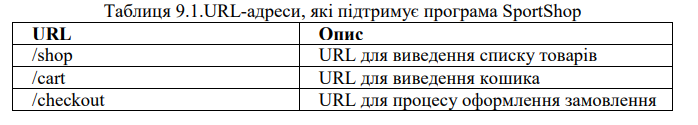 Таблиця 9.1.URL-адреси, які підтримує програма SportShop
URL Опис
/shop URL для виведення списку товарів
/cart URL для виведення кошика
/checkout URL для процесу оформлення замовлення